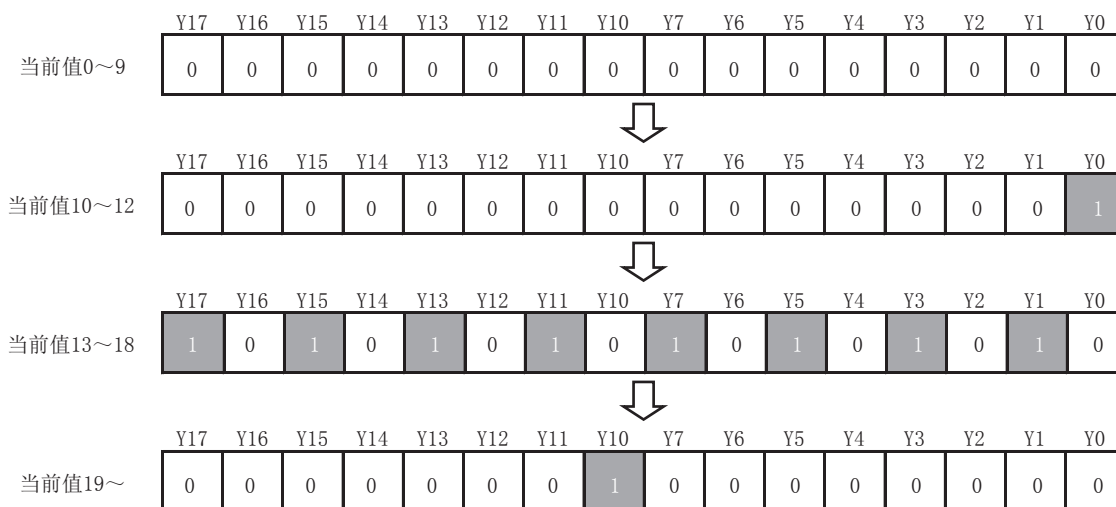 Y17 Y16 Y15 Y14 Y13 Y12 Y11 Y10 Y7 Y6 Y5 Y4 Y3 Y2 Y1 Y0
当前值0～9 0 0 0 0 0 0 0 0 0 0 0 0 0 0 0 0
Y17 Y16 Y15 Y14 Y13 Y12 Y11 Y10 Y7 Y6 Y5 Y4 Y3 Y2 Y1 Y0
当前值10～12 0 0 0 0 0 0 0 0 0 0 0 0 0 0 0 1
Y17 Y16 Y15 Y14 Y13 Y12 Y11 Y10 Y7 Y6 Y5 Y4 Y3 Y2 Y1 Y0
当前值13～18 1 0 1 0 1 0 1 0 1 0 1 0 1 0 1 0
Y17 Y16 Y15 Y14 Y13 Y12 Y11 Y10 Y7 Y6 Y5 Y4 Y3 Y2 Y1 Y0
当前值19～ 0 0 0 0 0 0 0 1 0 0 0 0 0 0 0 0